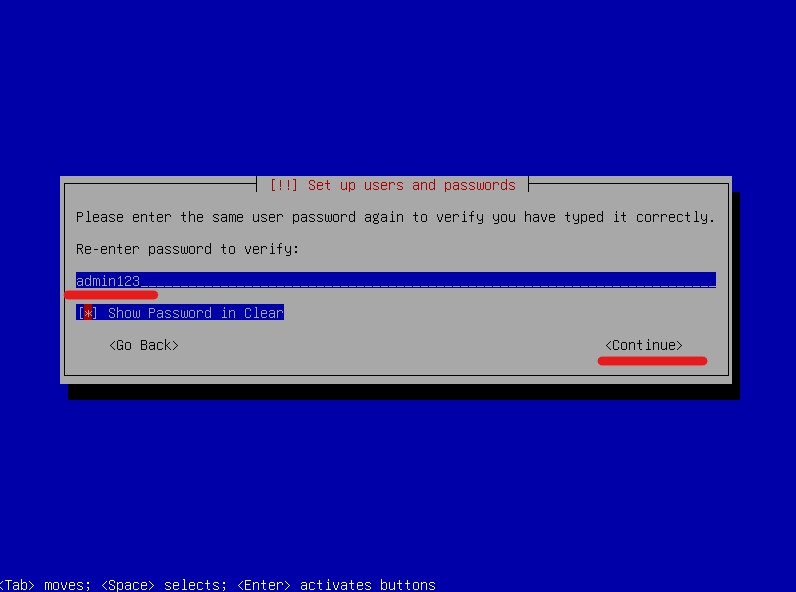 [!!] Set up users and passwords
Please enter the same user password again to verify you have typed it correctly.
Re-enter password to verify:
admin123
[*] Show Password in Clear
<Go Back> <Continue>
<Tab> moves; <Space> selects; <Enter> activates buttons